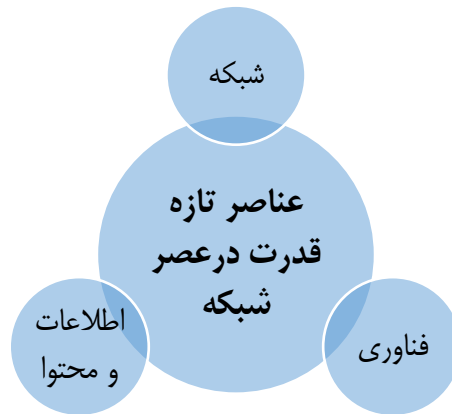 شبکه
عناصر تازه
قدرت درعصر
شبکه
فناوری
اطلاعات
و محتوا